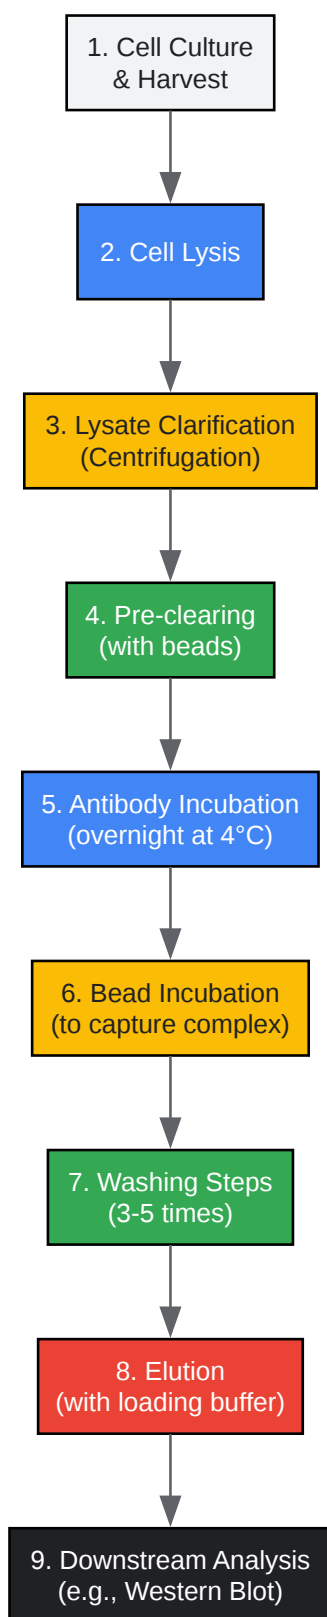 1. Cell Culture
& Harvest
2. Cell Lysis
3. Lysate Clarification
(Centrifugation)
4. Pre-clearing
(with beads)
5. Antibody Incubation
(overnight at 4°C)
6. Bead Incubation
(to capture complex)
7. Washing Steps
(3-5 times)
8. Elution
(with loading buffer)
9. Downstream Analysis
(e.g., Western Blot)